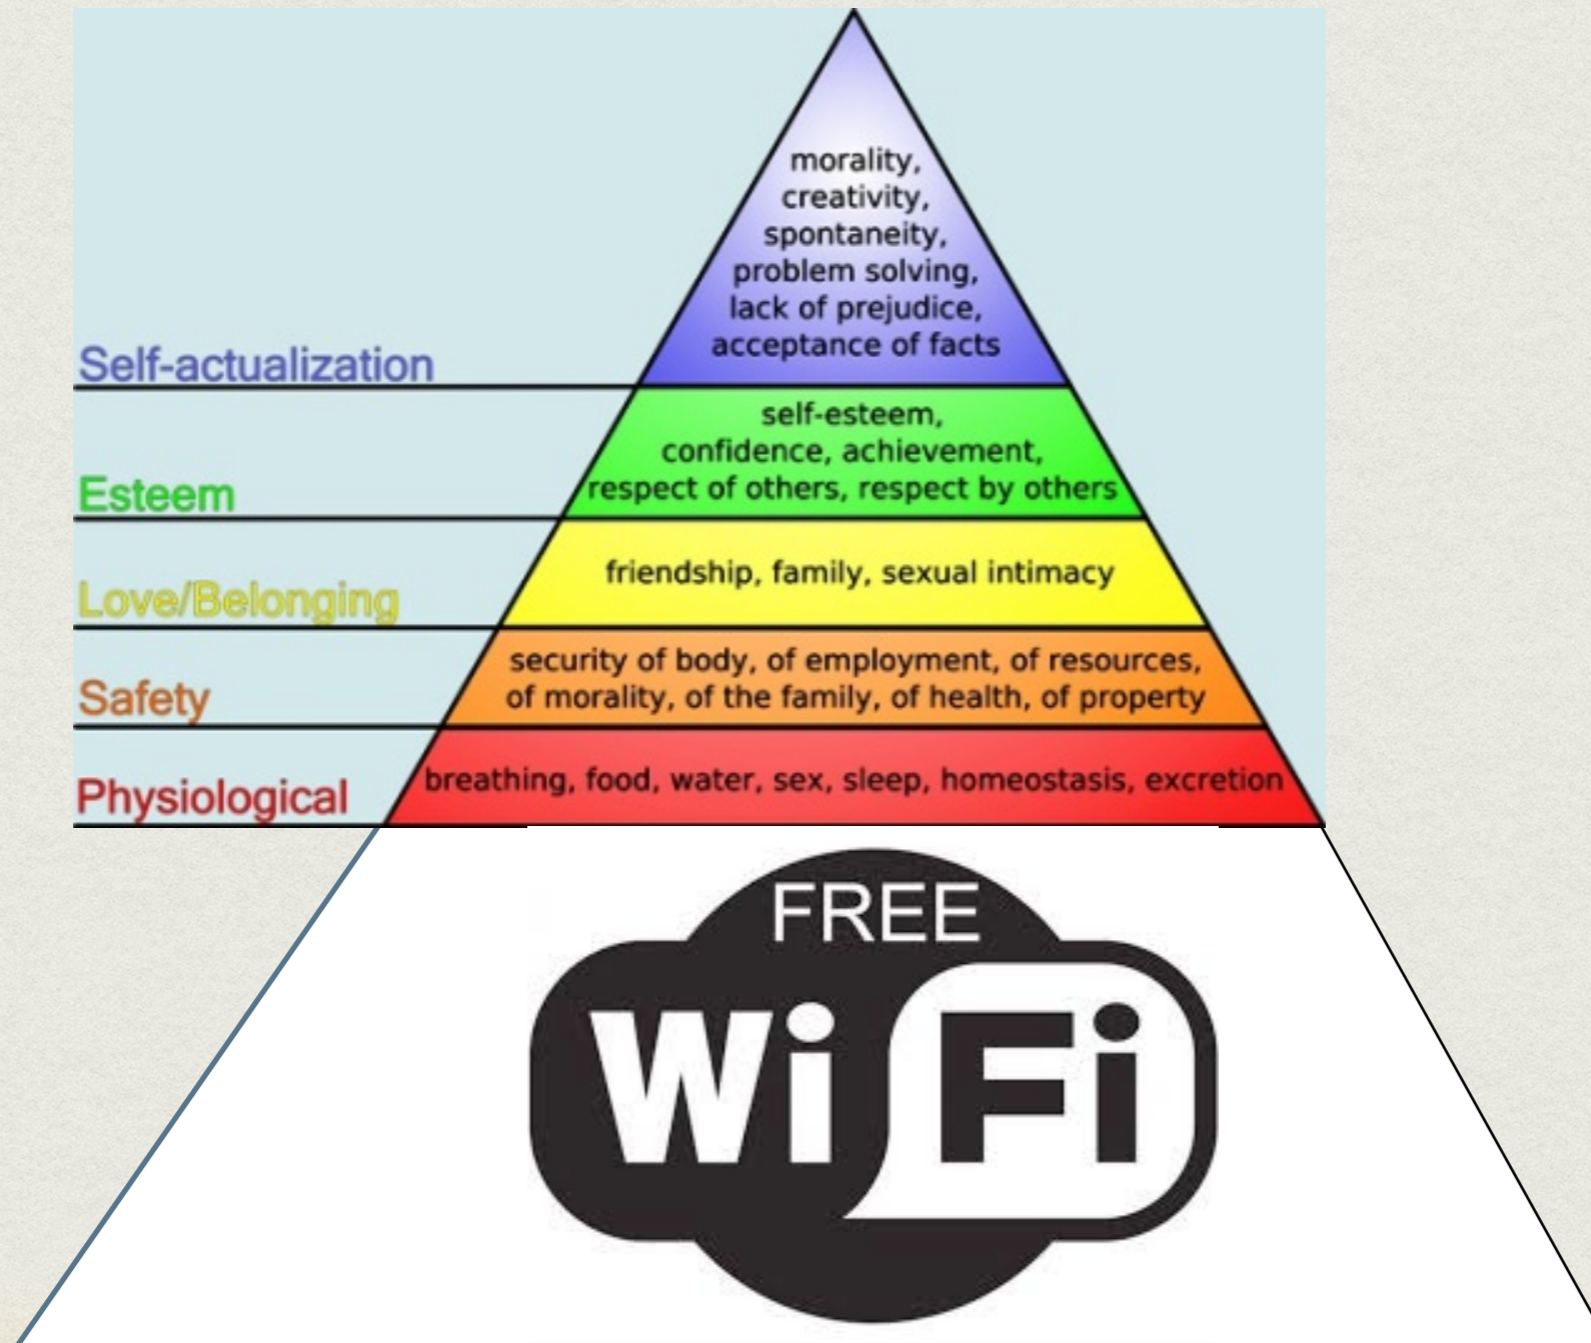 morality,
creativity,
spontaneity,
problem solving,
lack of prejudice,
acceptance of facts
Self-actualization
self-esteem,
confidence, achievement,
respect of others, respect by others
Esteem
friendship, family, sexual intimacy
Love/Belonging
security of body, of employment, of resources,
of morality, of the family, of health, of property
Safety
breathing, food, water, sex, sleep, homeostasis, excretion
Physiological
FREE
WiFi